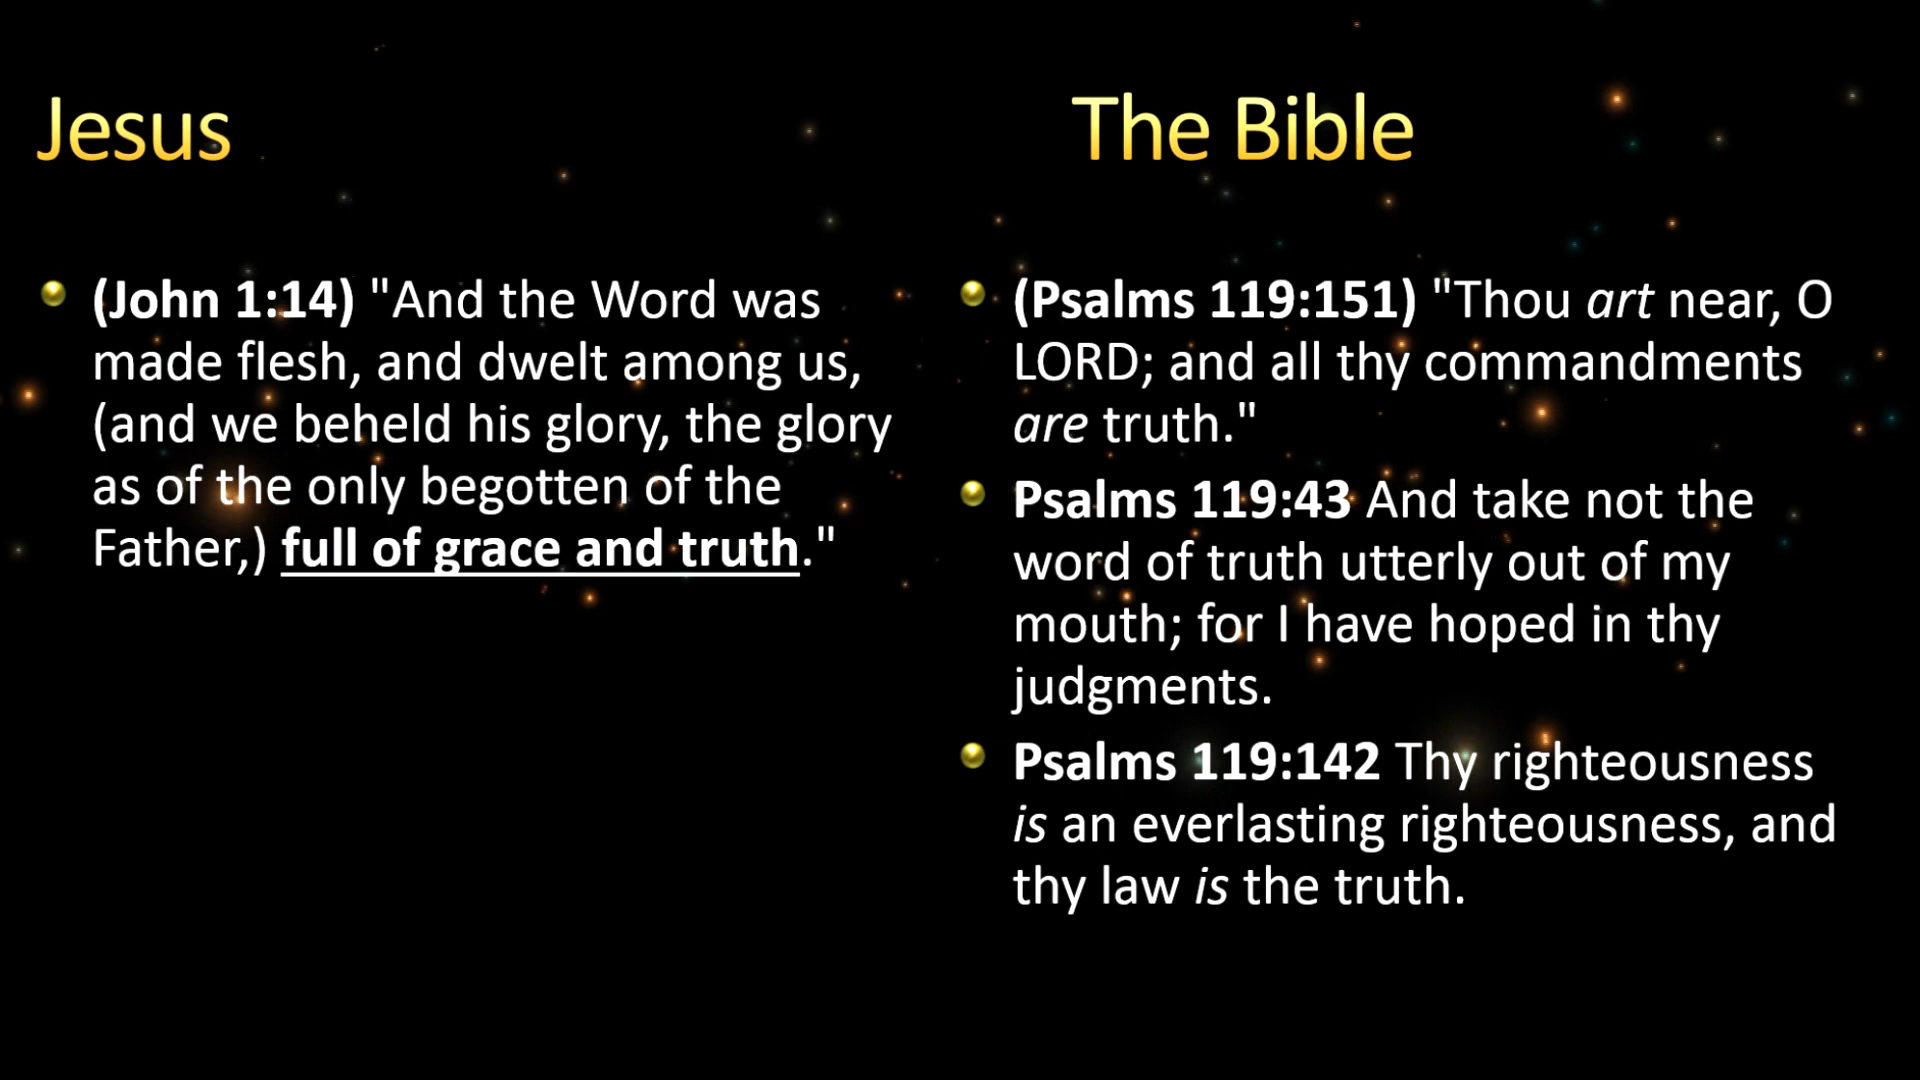 Jesus
(John 1:14) "And the Word was
made flesh, and dwelt among us,
(and we beheld his glory, the glory
as of the only begotten of the
Father,) full of grace and truth."
The Bible
(Psalms 119:151) "Thou art near, O
LORD; and all thy commandments
are truth."
Psalms 119:43 And take not the
word of truth utterly out of my
mouth; for I have hoped in thy
judgments.
Psalms 119:142 Thy righteousness
is an everlasting righteousness, and
thy law is the truth.